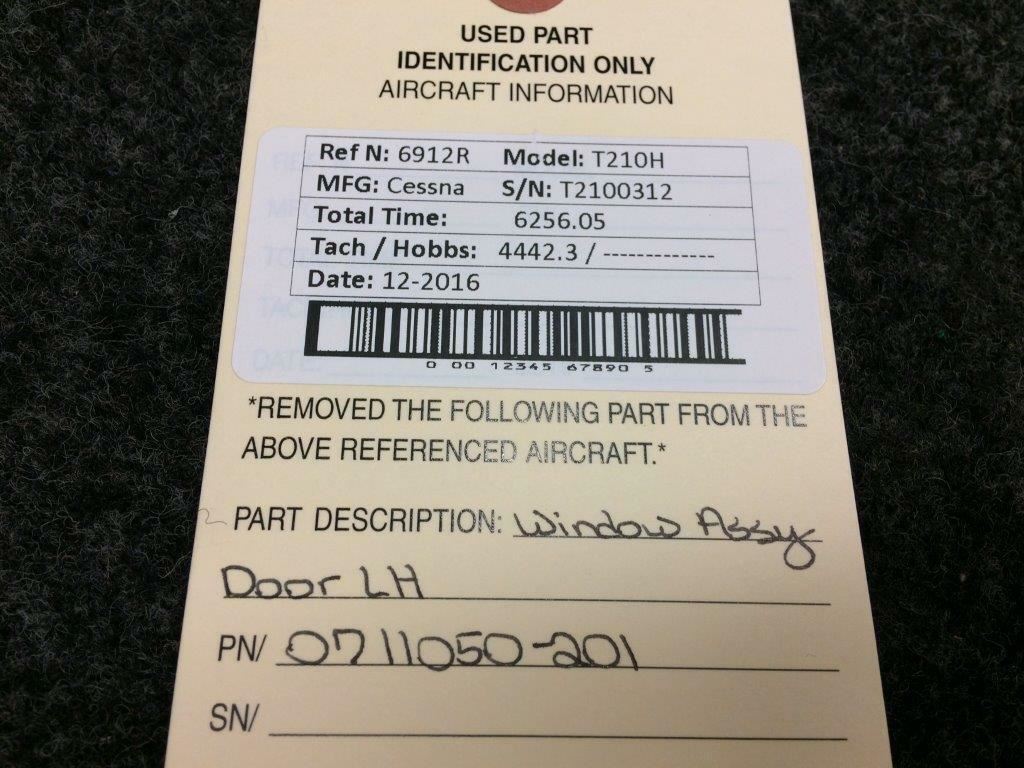 USED PART
IDENTIFICATION ONLY
AIRCRAFT INFORMATION
Ref N: 6912R Model: T210H
MFG: Cessna S/N: T2100312
Total Time: 6256.05
Tach / Hobbs: 4442.3 / -------------
Date: 12-2016
0 00 12345 67890 5
*REMOVED THE FOLLOWING PART FROM THE
ABOVE REFERENCED AIRCRAFT.*
PART DESCRIPTION: Window Assy
Door LH
PN/ 0711050-201
SN/